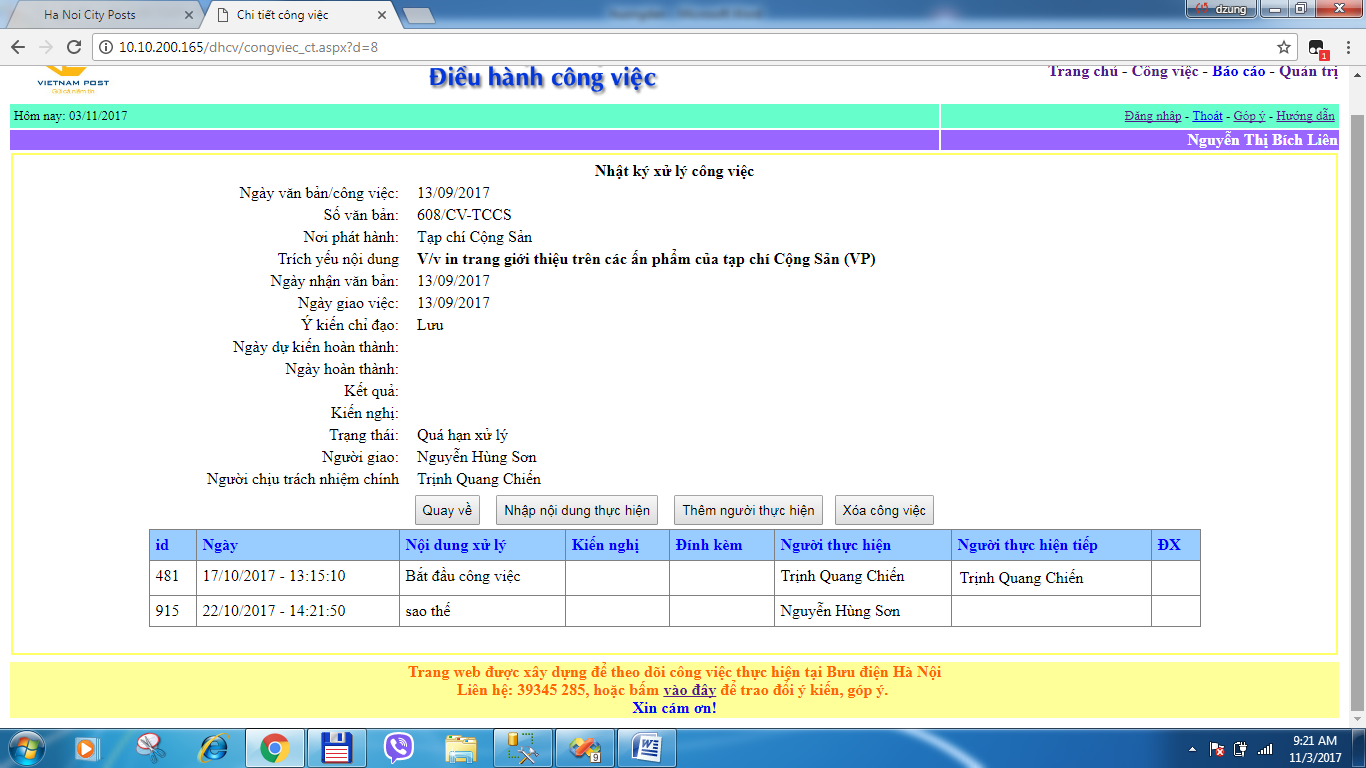 Ha Noi City Posts
Chi tiết công việc
dzung
10.10.200.165/dhcv/congviec_ct.aspx?d=8
1
VIETNAM POST
Điều hành công việc
Trang chủ - Công việc - Báo cáo - Quản trị
Hôm nay: 03/11/2017
Đăng nhập - Thoát - Góp ý - Hướng dẫn
Nguyễn Thị Bích Liên
Nhật ký xử lý công việc
Ngày văn bản/công việc: 13/09/2017
Số văn bản: 608/CV-TCCS
Nơi phát hành: Tạp chí Cộng Sản
Trích yếu nội dung V/v in trang giới thiệu trên các ấn phẩm của tạp chí Cộng Sản (VP)
Ngày nhận văn bản: 13/09/2017
Ngày giao việc: 13/09/2017
Ý kiến chỉ đạo: Lưu
Ngày dự kiến hoàn thành:
Ngày hoàn thành:
Kết quả:
Kiến nghị:
Trạng thái: Quá hạn xử lý
Người giao: Nguyễn Hùng Sơn
Người chịu trách nhiệm chính Trịnh Quang Chiến
Quay về Nhập nội dung thực hiện Thêm người thực hiện Xóa công việc
id Ngày Nội dung xử lý Kiến nghị Đính kèm Người thực hiện Người thực hiện tiếp ĐX
481 17/10/2017 - 13:15:10 Bắt đầu công việc Trịnh Quang Chiến Trịnh Quang Chiến
915 22/10/2017 - 14:21:50 sao thế Nguyễn Hùng Sơn
Trang web được xây dựng để theo dõi công việc thực hiện tại Bưu điện Hà Nội
Liên hệ: 39345 285, hoặc bấm vào đây để trao đổi ý kiến, góp ý.
Xin cám ơn!
9
9:21 AM
11/3/2017